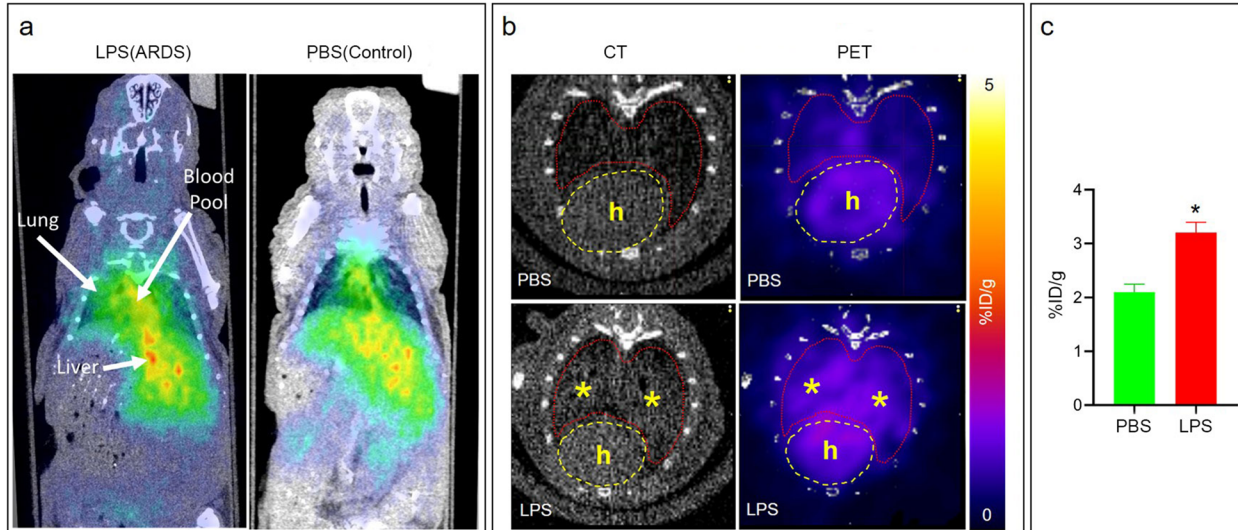 a
LPS(ARDS)
PBS(Control)
Blood
Pool
Lung
Liver
b
CT
PET
h
PBS
h
PBS
* *
h
LPS
* *
h
LPS
5
%ID/g
0
c
%ID/g
4
3
2
1
0
*
PBS
LPS